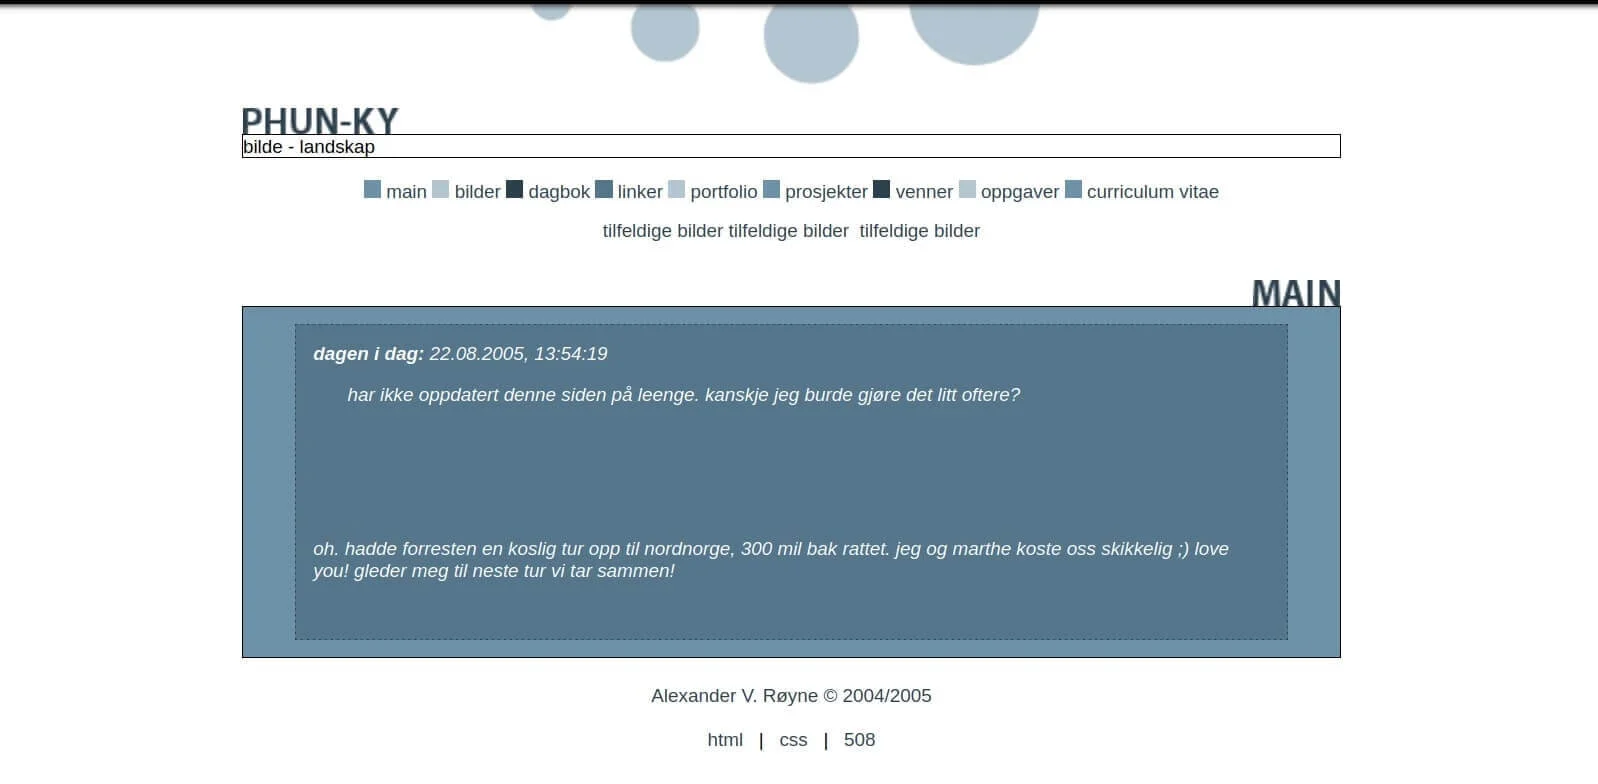 PHUN-KY
bilde - landskap
main bilder dagbok linker portfolio prosjekter venner oppgaver curriculum vitae
tilfeldige bilder tilfeldige bilder tilfeldige bilder
MAIN
dagen i dag: 22.08.2005, 13:54:19
har ikke oppdatert denne siden på leenge. kanskje jeg burde gjøre det litt oftere?
oh. hadde forresten en koslig tur opp til nordnorge, 300 mil bak rattet. jeg og marthe koste oss skikkelig ;) love
you! gleder meg til neste tur vi tar sammen!
Alexander V. Røyne © 2004/2005
html | css | 508